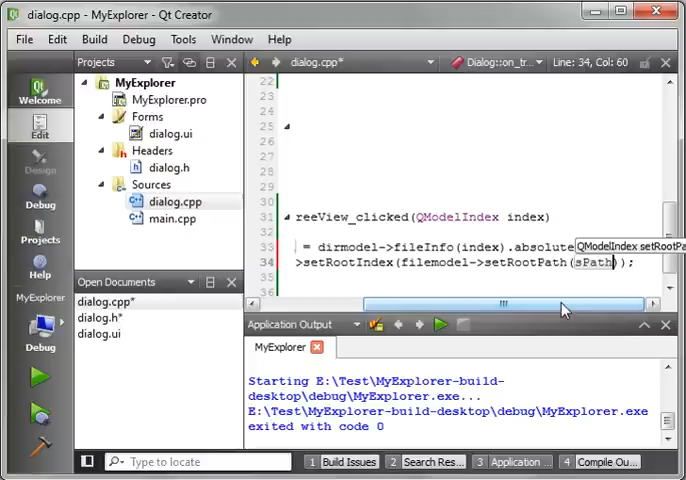 dialog.cpp - MyExplorer - Qt Creator
File Edit Build Debug Tools Window Help
Projects
dialog.cpp*
Dialog::on_tr...
Line: 34, Col: 60
Welcome
Edit
Design
Debug
Projects
Help
MyExplorer
Debug
MyExplorer
MyExplorer.pro
Forms
dialog.ui
Headers
dialog.h
Sources
dialog.cpp
main.cpp
Open Documents
dialog.cpp*
dialog.h*
dialog.ui
22
23
24
25
26
27
28
29
30
31 reeView_clicked(QModelIndex index)
33 = dirmodel->fileInfo(index).absolute
QModelIndex setRootPa
34 >setRootIndex(filemodel->setRootPath(sPath));
35
36
Application Output
MyExplorer
Starting E:\Test\MyExplorer-build-
desktop\debug\MyExplorer.exe...
E:\Test\MyExplorer-build-desktop\debug\MyExplorer.exe
exited with code 0
Type to locate
1 Build Issues
2 Search Res...
3 Application ...
4 Compile Ou...